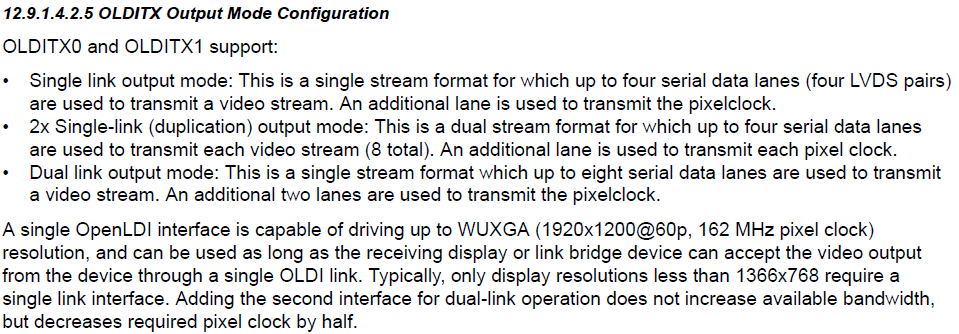 12.9.1.4.2.5 OLDITX Output Mode Configuration
OLDITX0 and OLDITX1 support:
• Single link output mode: This is a single stream format for which up to four serial data lanes (four LVDS pairs)
are used to transmit a video stream. An additional lane is used to transmit the pixelclock.
• 2x Single-link (duplication) output mode: This is a dual stream format for which up to four serial data lanes
are used to transmit each video stream (8 total). An additional lane is used to transmit each pixel clock.
• Dual link output mode: This is a single stream format which up to eight serial data lanes are used to transmit
a video stream. An additional two lanes are used to transmit the pixelclock.
A single OpenLDI interface is capable of driving up to WUXGA (1920x1200@60p, 162 MHz pixel clock)
resolution, and can be used as long as the receiving display or link bridge device can accept the video output
from the device through a single OLDI link. Typically, only display resolutions less than 1366x768 require a
single link interface. Adding the second interface for dual-link operation does not increase available bandwidth,
but decreases required pixel clock by half.